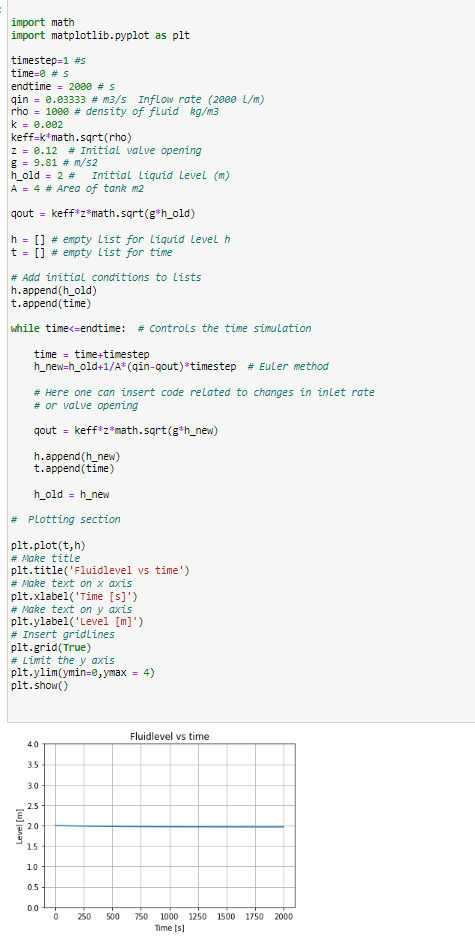 import math
import matplotlib.pyplot as plt
timestep=1 #s
time=0 # s
endtime = 2000 # s
qin = 0.03333 # m3/s  Inflow rate (2000 L/m)
rho = 1000 # density of fluid  kg/m3
k = 0.002
keff=k*math.sqrt(rho)
z = 0.12  # Initial valve opening
g = 9.81 # m/s2
h_old = 2 #   Initial Liquid Level (m)
A = 4 # Area of tank m2
qout = keff*z*math.sqrt(g*h_old)
h = [] # empty list for liquid level h
t = [] # empty list for time
# Add initial conditions to lists
h.append(h_old)
t.append(time)
while time<=endtime:  # Controls the time simulation
    time = time+timestep
    h_new=h_old+1/A*(qin-qout)*timestep  # Euler method
    # Here one can insert code related to changes in inlet rate
    # or valve opening
    qout = keff*z*math.sqrt(g*h_new)
    h.append(h_new)
    t.append(time)
    h_old = h_new
#  Plotting section
plt.plot(t,h)
# Make title
plt.title('Fluidlevel vs time')
# Make text on x axis
plt.xlabel('Time [s]')
# Make text on y axis
plt.ylabel('Level [m]')
# Insert gridlines
plt.grid(True)
# Limit the y axis
plt.ylim(ymin=0,ymax = 4)
plt.show()
Fluidlevel vs time
4.0
3.5
3.0
2.5
2.0
1.5
1.0
0.5
0.0
Level [m]
0 250 500 750 1000 1250 1500 1750 2000
Time [s]